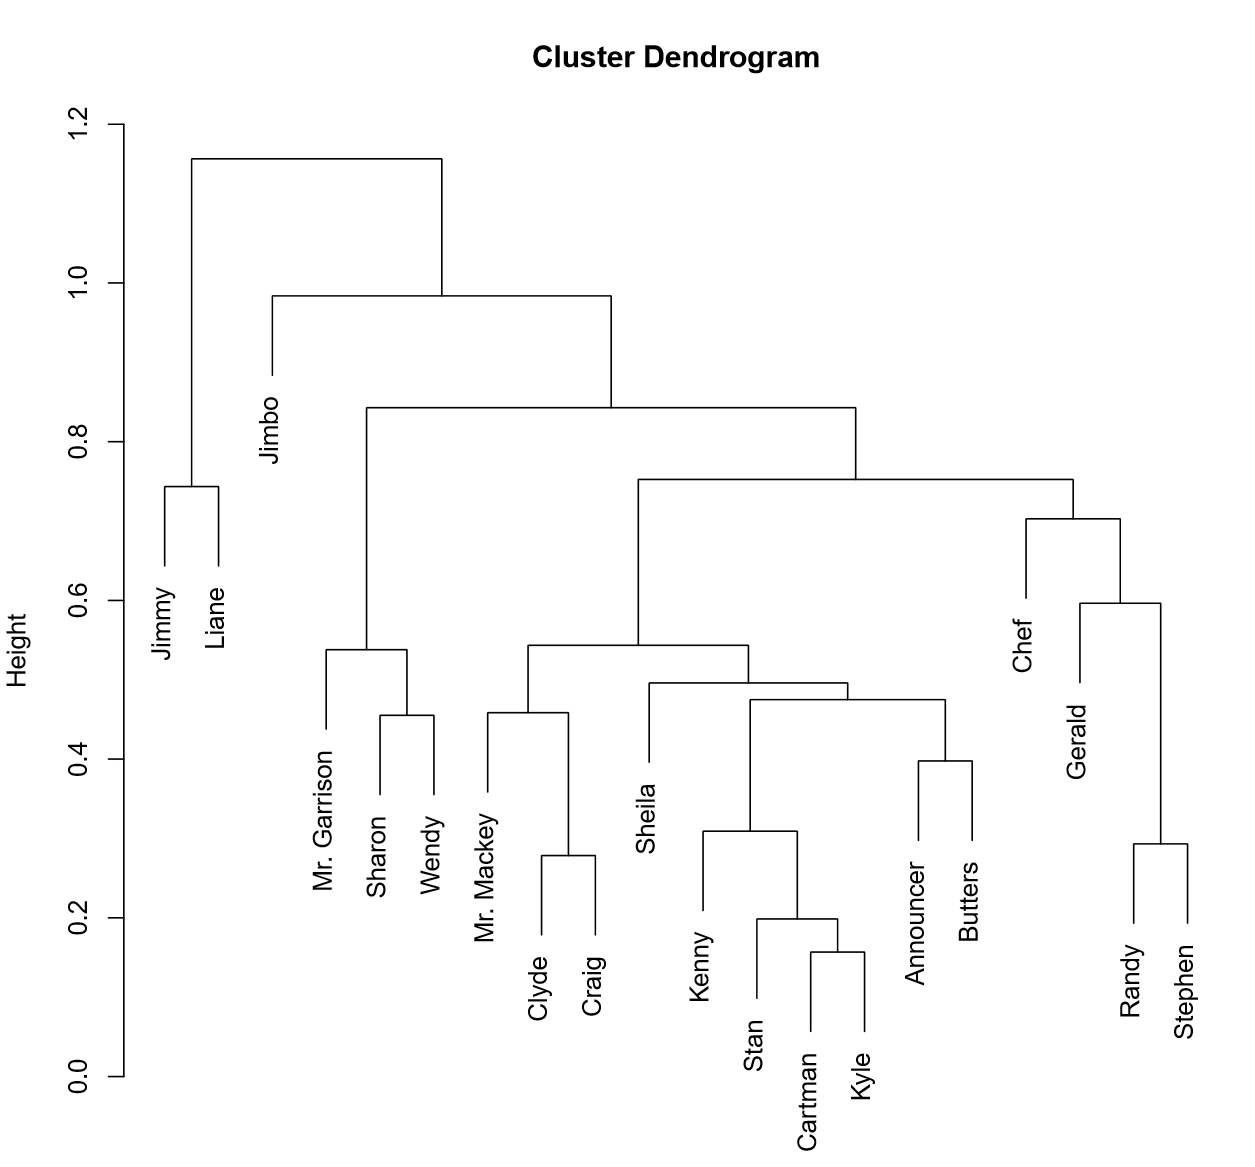 Cluster Dendrogram
Height
1.2
1.0
0.8
0.6
0.4
0.2
0.0
Jimmy
Liane
Jimbo
Mr. Garrison
Sharon
Wendy
Mr. Mackey
Clyde
Craig
Sheila
Kenny
Stan
Cartman
Kyle
Announcer
Butters
Chef
Gerald
Randy
Stephen